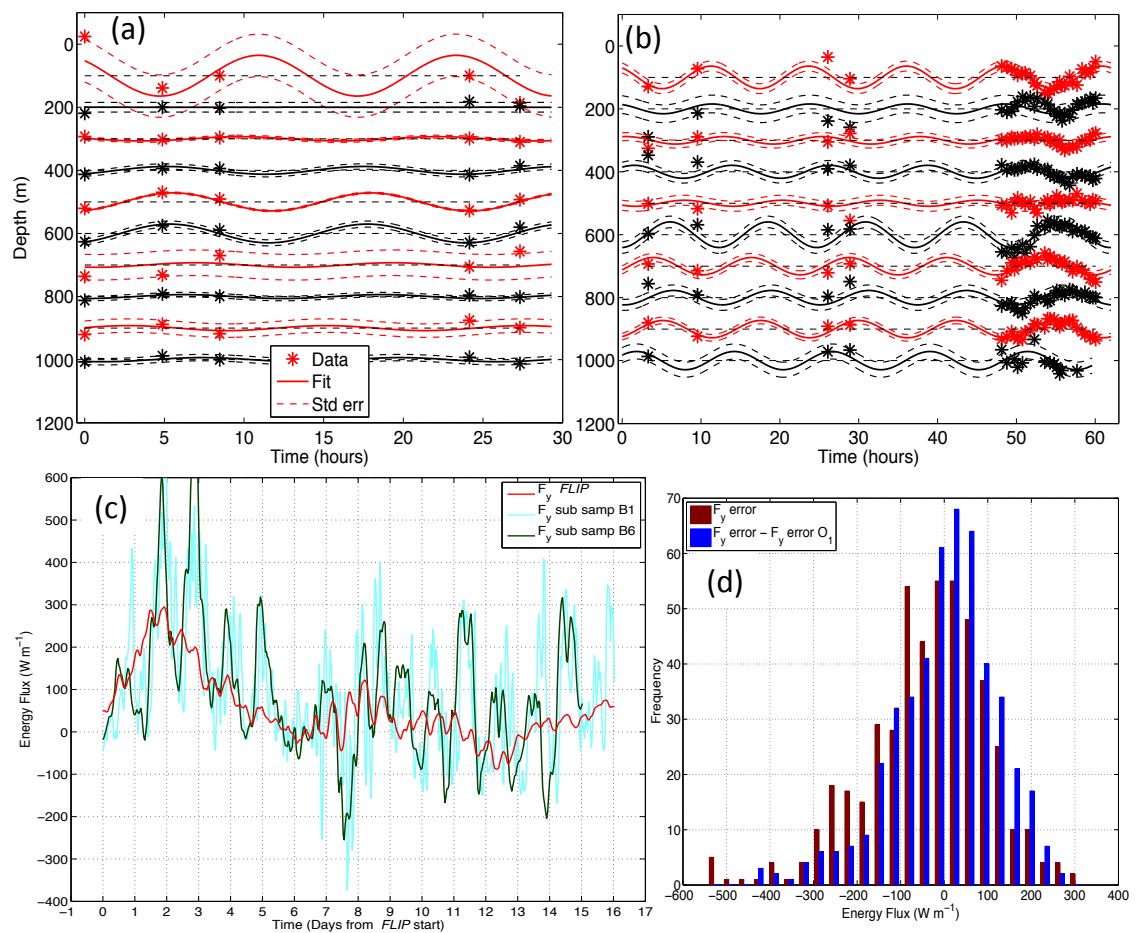 (a)
0
200
400
600
800
1000
1200
Depth (m)
0 5 10 15 20 25 30
Time (hours)
Data
Fit
Std err
(b)
0
200
400
600
800
1000
1200
0 10 20 30 40 50 60
Time (hours)
(c)
600
500
400
300
200
100
0
−100
−200
−300
−400
Energy Flux (W m−1)
−1 0 1 2 3 4 5 6 7 8 9 10 11 12 13 14 15 16 17
Time (Days from FLIP start)
Fy FLIP
Fy sub samp B1
Fy sub samp B6
(d)
70
60
50
40
30
20
10
0
Frequency
−600 −500 −400 −300 −200 −100 0 100 200 300 400
Energy Flux (W m−1)
Fy error
Fy error − Fy error O1